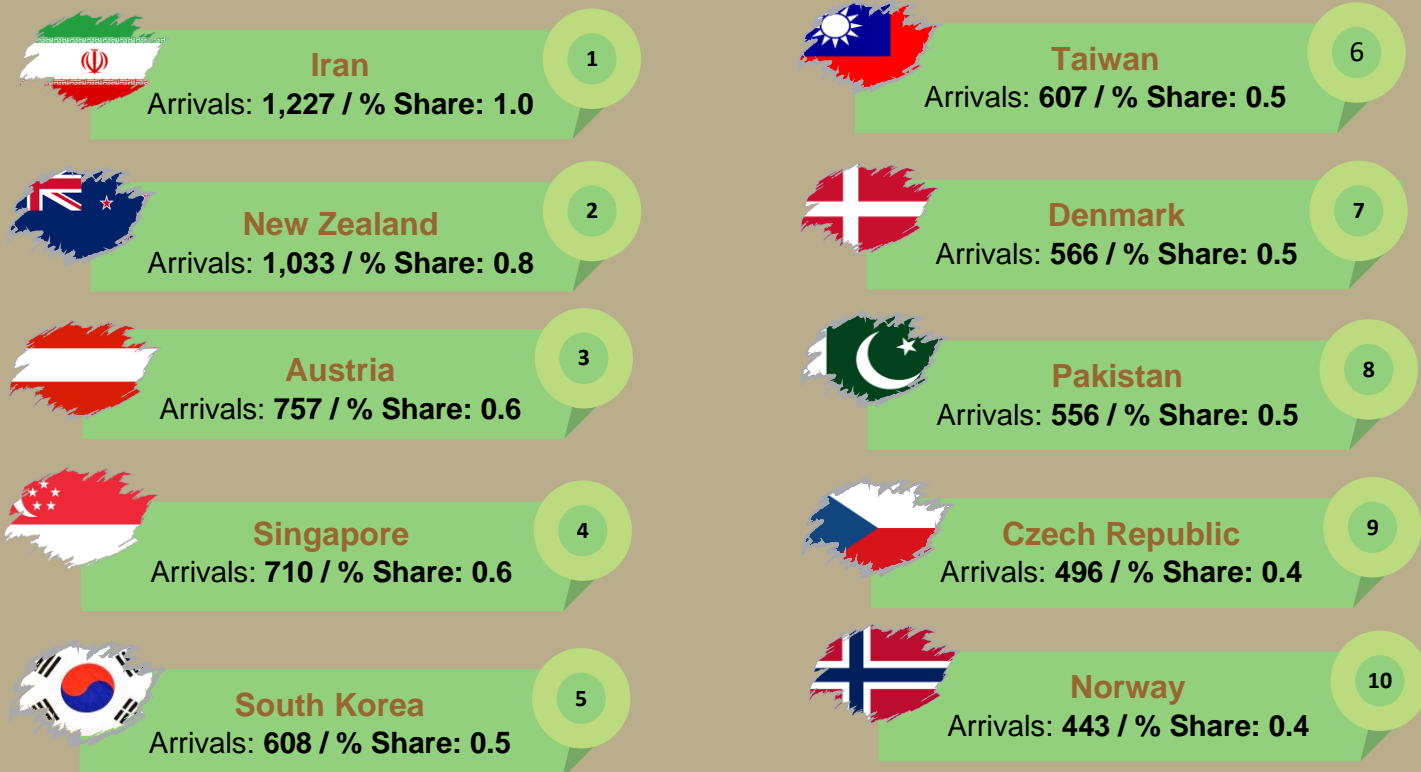 Iran
Arrivals: 1,227 / % Share: 1.0
1
New Zealand
Arrivals: 1,033 / % Share: 0.8
2
Austria
Arrivals: 757 / % Share: 0.6
3
Singapore
Arrivals: 710 / % Share: 0.6
4
South Korea
Arrivals: 608 / % Share: 0.5
5
Taiwan
Arrivals: 607 / % Share: 0.5
6
Denmark
Arrivals: 566 / % Share: 0.5
7
Pakistan
Arrivals: 556 / % Share: 0.5
8
Czech Republic
Arrivals: 496 / % Share: 0.4
9
Norway
Arrivals: 443 / % Share: 0.4
10